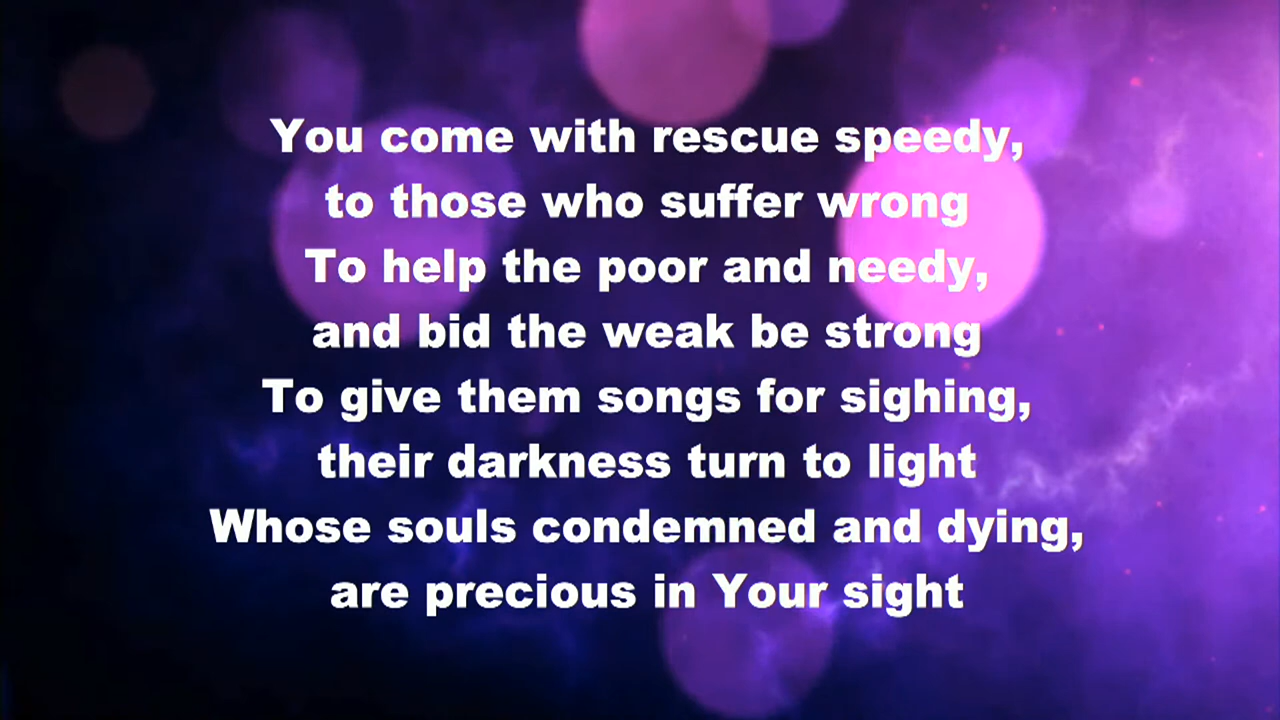 You come with rescue speedy,
to those who suffer wrong
To help the poor and needy,
and bid the weak be strong
To give them songs for sighing,
their darkness turn to light
Whose souls condemned and dying,
are precious in Your sight